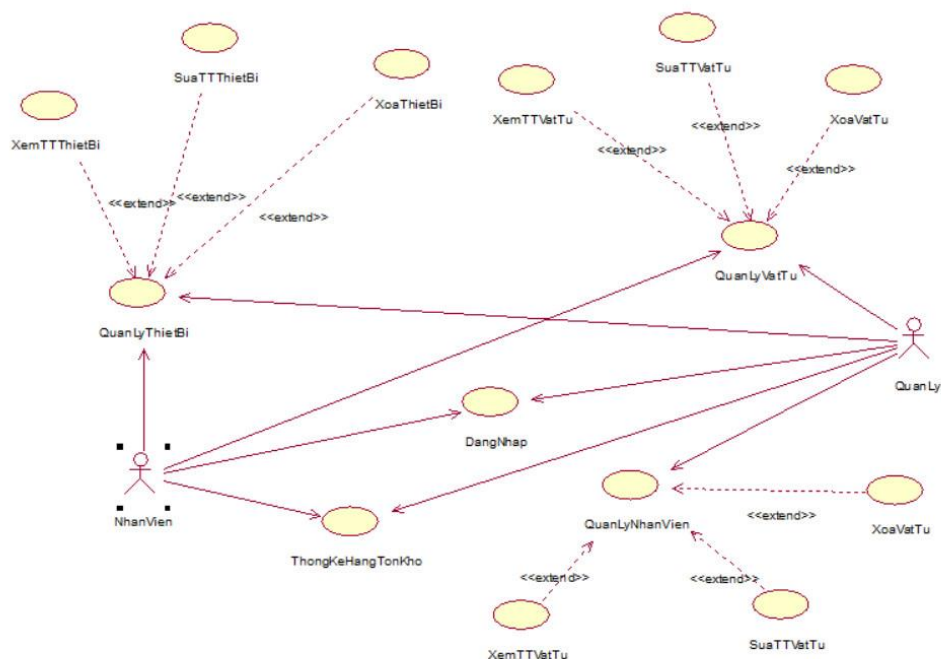 SuaTTThietBi
SuaTTVatTu
XoaThietBi
XemTTVatTu
XoaVatTu
XemTTThietBi
<<extend>>
<<extend>>
<<extend>>
<<extend>>
<<extend>>
<<extend>>
QuanLyVatTu
QuanLyThietBi
QuanLy
DangNhap
NhanVien
QuanLyNhanVien
<<extend>>
XoaVatTu
ThongKeHangTonKho
<<extend>>
<<extend>>
XemTTVatTu
SuaTTVatTu